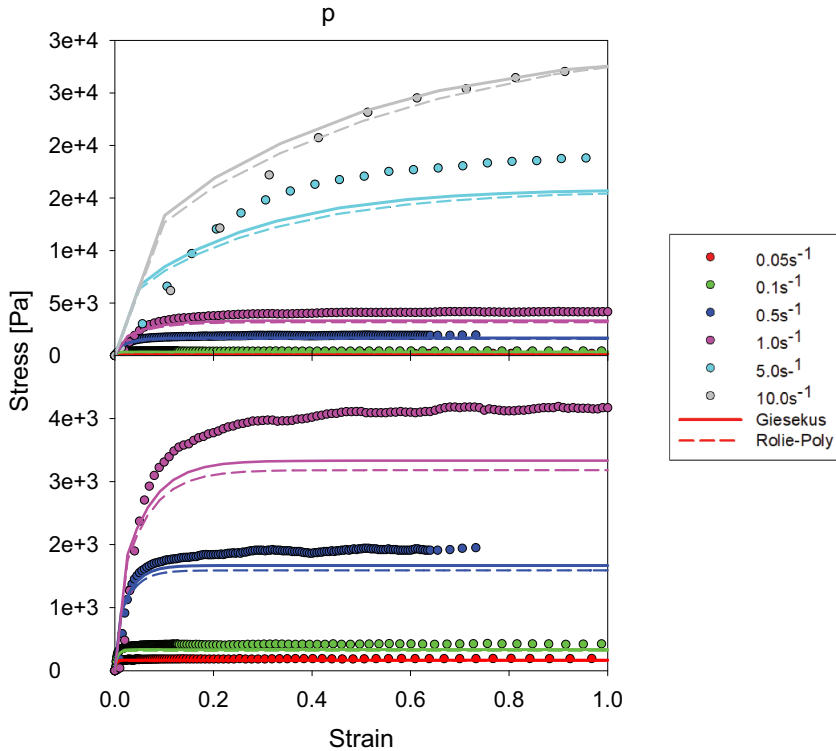 p
3e+4
3e+4
2e+4
2e+4
1e+4
5e+3
0
4e+3
3e+3
2e+3
1e+3
0
Stress [Pa]
0.0 0.2 0.4 0.6 0.8 1.0
Strain
0.05s-1
0.1s-1
0.5s-1
1.0s-1
5.0s-1
10.0s-1
Giesekus
Rolie-Poly